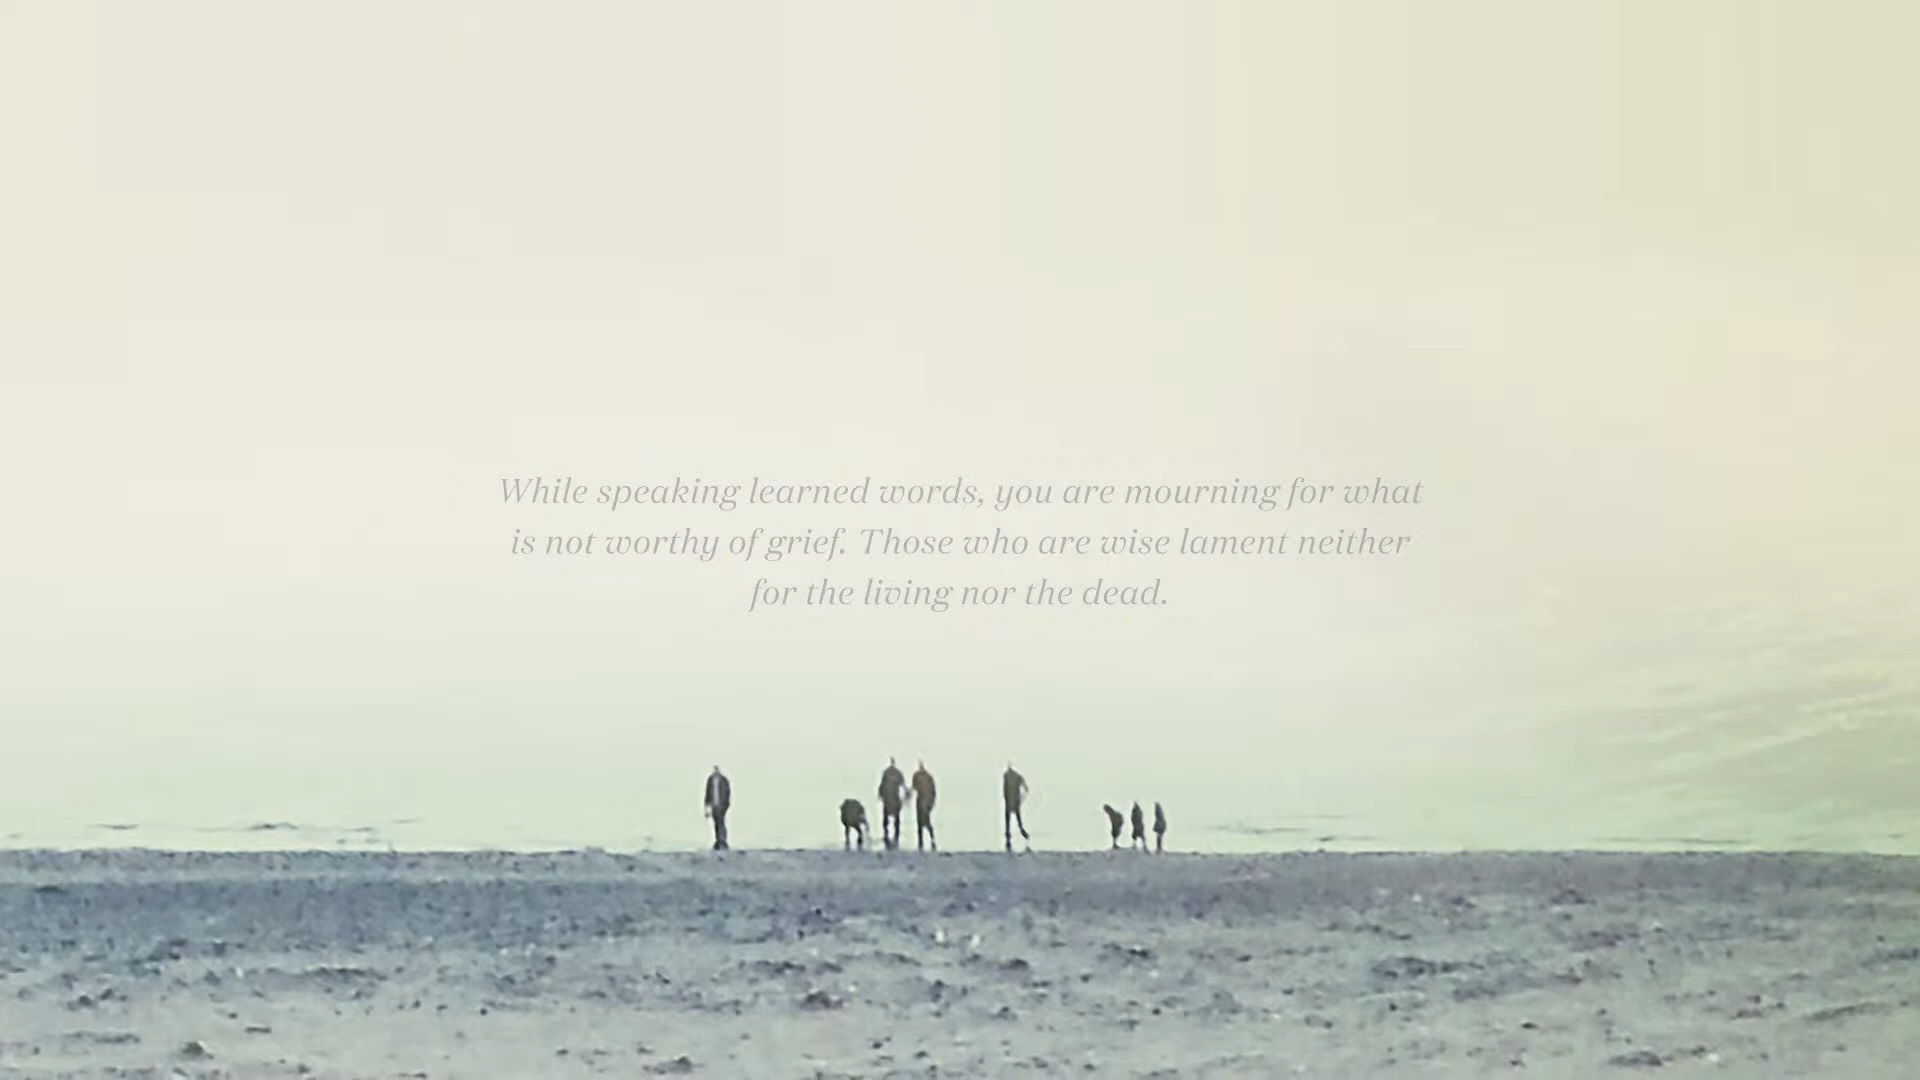 While speaking learned words, you are mourning for what
is not worthy of grief. Those who are wise lament neither
for the living nor the dead.